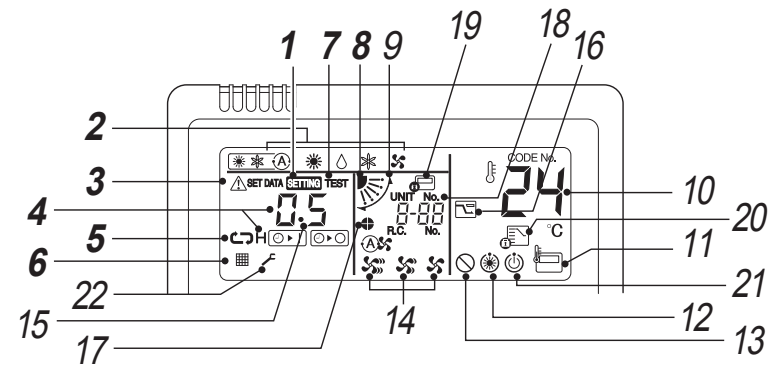 1 7 8 9 19 18 16
2
3
4
5
6
22
15
17
14
13
12
21
11
20
10
CODE No.
24
°C
A
SET DATA SETTING TEST
UNIT No.
0.5
8-88
H
R.C. No.
A